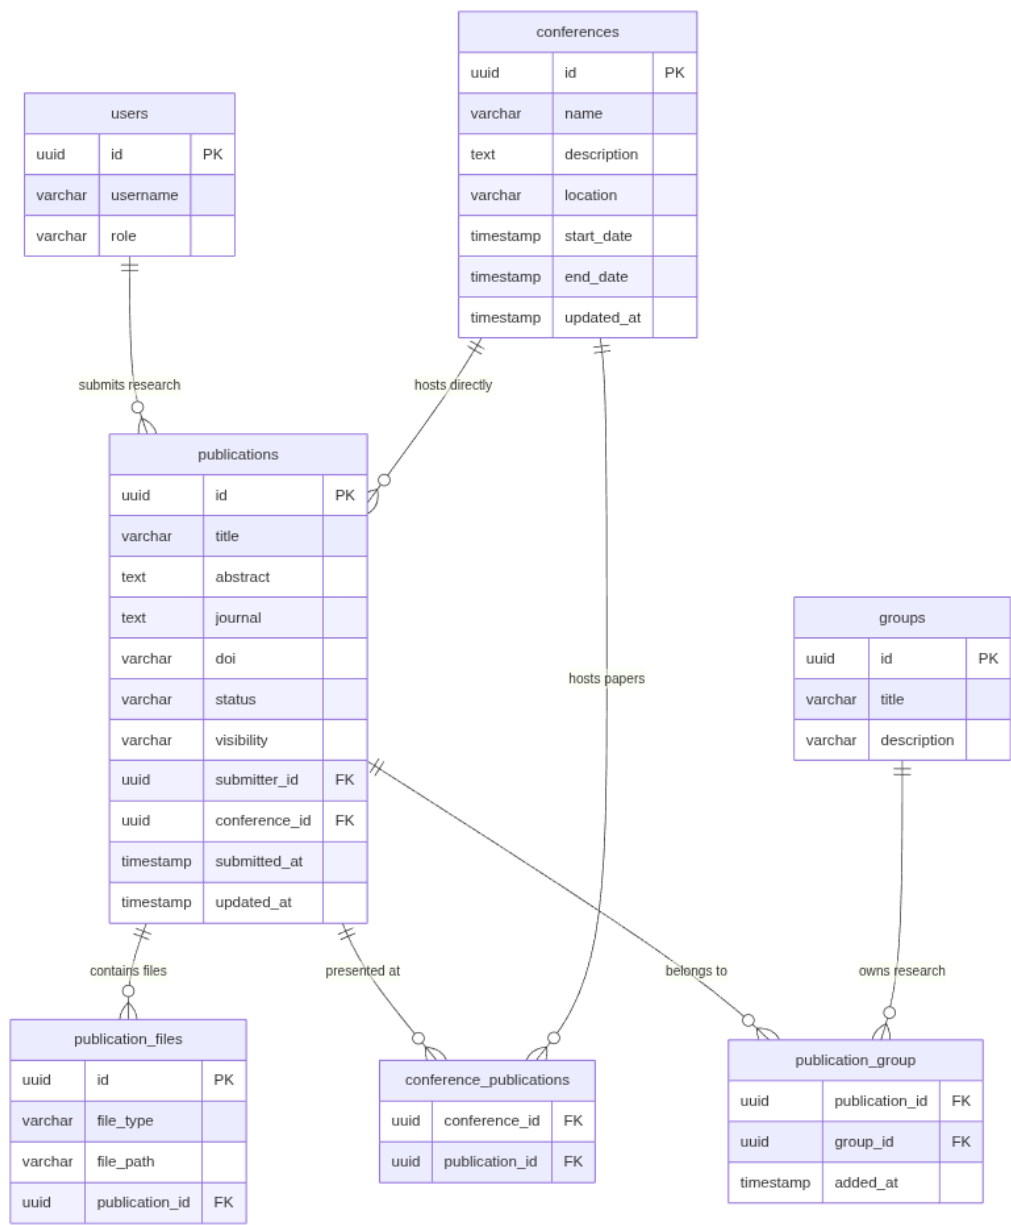 conferences
uuid id PK
varchar name
text description
varchar location
timestamp start_date
timestamp end_date
timestamp updated_at
users
uuid id PK
varchar username
varchar role
submits research
hosts directly
publications
uuid id PK
varchar title
text abstract
text journal
varchar doi
varchar status
varchar visibility
uuid submitter_id FK
uuid conference_id FK
timestamp submitted_at
timestamp updated_at
hosts papers
groups
uuid id PK
varchar title
varchar description
contains files
presented at
belongs to
owns research
publication_files
uuid id PK
varchar file_type
varchar file_path
uuid publication_id FK
conference_publications
uuid conference_id FK
uuid publication_id FK
publication_group
uuid publication_id FK
uuid group_id FK
timestamp added_at